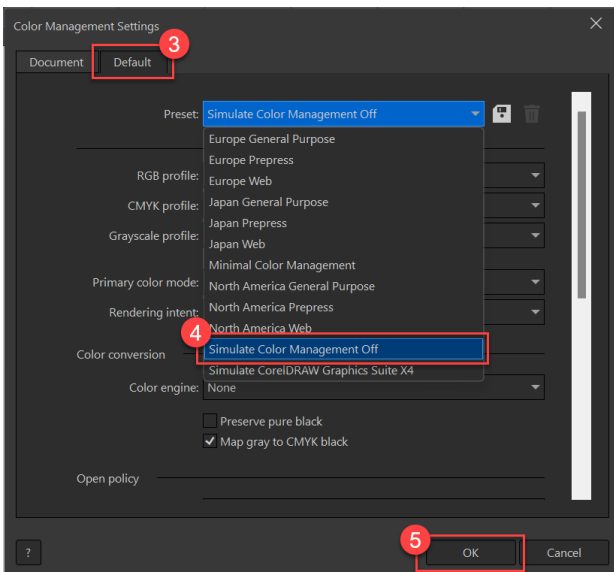 Color Management Settings
3
Document
Default
Preset:
Simulate Color Management Off
Europe General Purpose
Europe Prepress
RGB profile:
Europe Web
CMYK profile:
Japan General Purpose
Japan Prepress
Grayscale profile:
Japan Web
Minimal Color Management
Primary color mode:
North America General Purpose
Rendering intent:
North America Prepress
4
North America Web
Color conversion
Simulate Color Management Off
Simulate CorelDRAW Graphics Suite X4
Color engine:
None
Preserve pure black
Map gray to CMYK black
Open policy
5
?
OK
Cancel